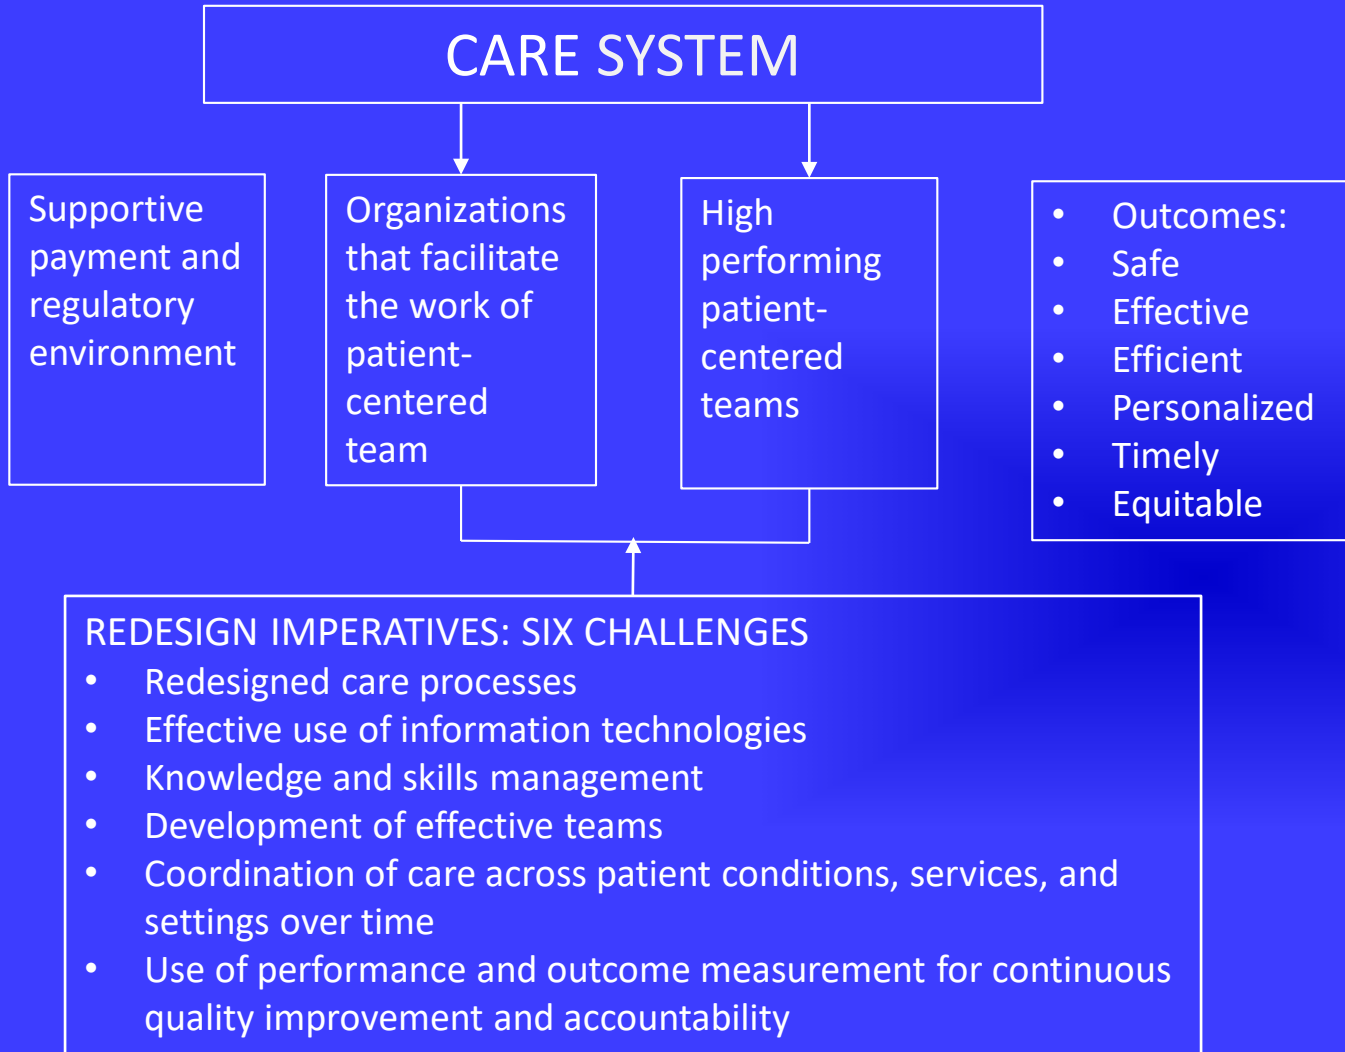 CARE SYSTEM
Supportive
payment and
regulatory
environment
Organizations
that facilitate
the work of
patient-
centered
team
High
performing
patient-
centered
teams
• Outcomes:
• Safe
• Effective
• Efficient
• Personalized
• Timely
• Equitable
REDESIGN IMPERATIVES: SIX CHALLENGES
• Redesigned care processes
• Effective use of information technologies
• Knowledge and skills management
• Development of effective teams
• Coordination of care across patient conditions, services, and
settings over time
• Use of performance and outcome measurement for continuous
quality improvement and accountability